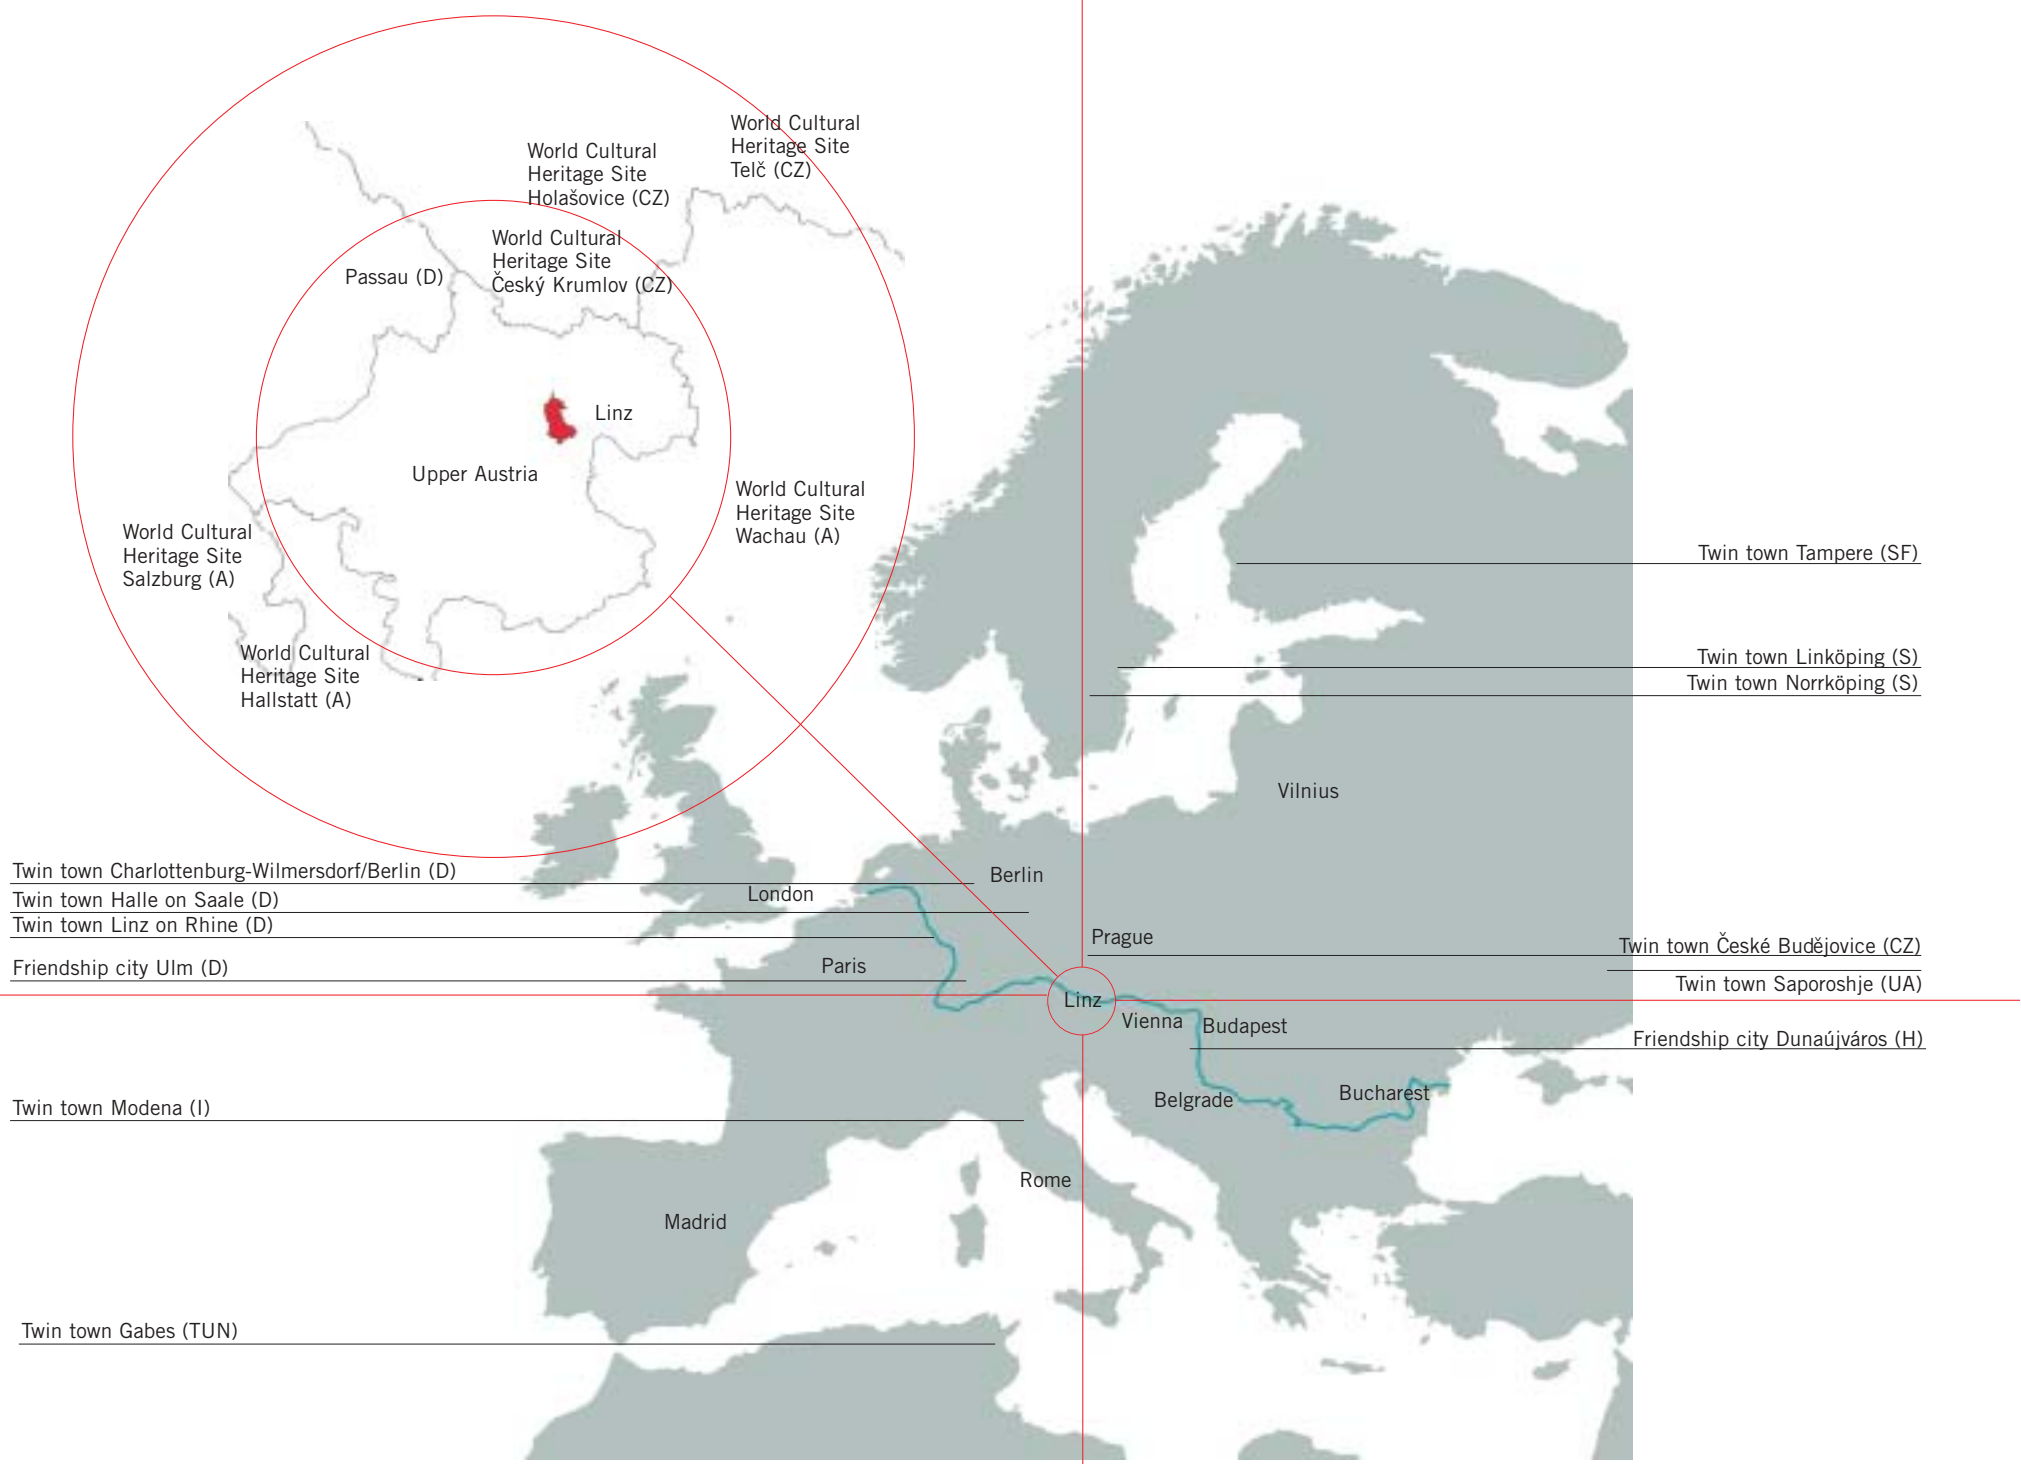 World Cultural
Heritage Site
Telč (CZ)
World Cultural
Heritage Site
Holašovice (CZ)
World Cultural
Heritage Site
Český Krumlov (CZ)
Passau (D)
Linz
Upper Austria
World Cultural
Heritage Site
Wachau (A)
World Cultural
Heritage Site
Salzburg (A)
World Cultural
Heritage Site
Hallstatt (A)
Twin town Tampere (SF)
Twin town Linköping (S)
Twin town Norrköping (S)
Vilnius
Twin town Charlottenburg-Wilmersdorf/Berlin (D)
Berlin
London
Twin town Halle on Saale (D)
Twin town Linz on Rhine (D)
Prague
Twin town České Budějovice (CZ)
Friendship city Ulm (D)
Paris
Twin town Saporoshje (UA)
Linz
Vienna
Budapest
Friendship city Dunaújváros (H)
Belgrade
Bucharest
Twin town Modena (I)
Rome
Madrid
Twin town Gabes (TUN)